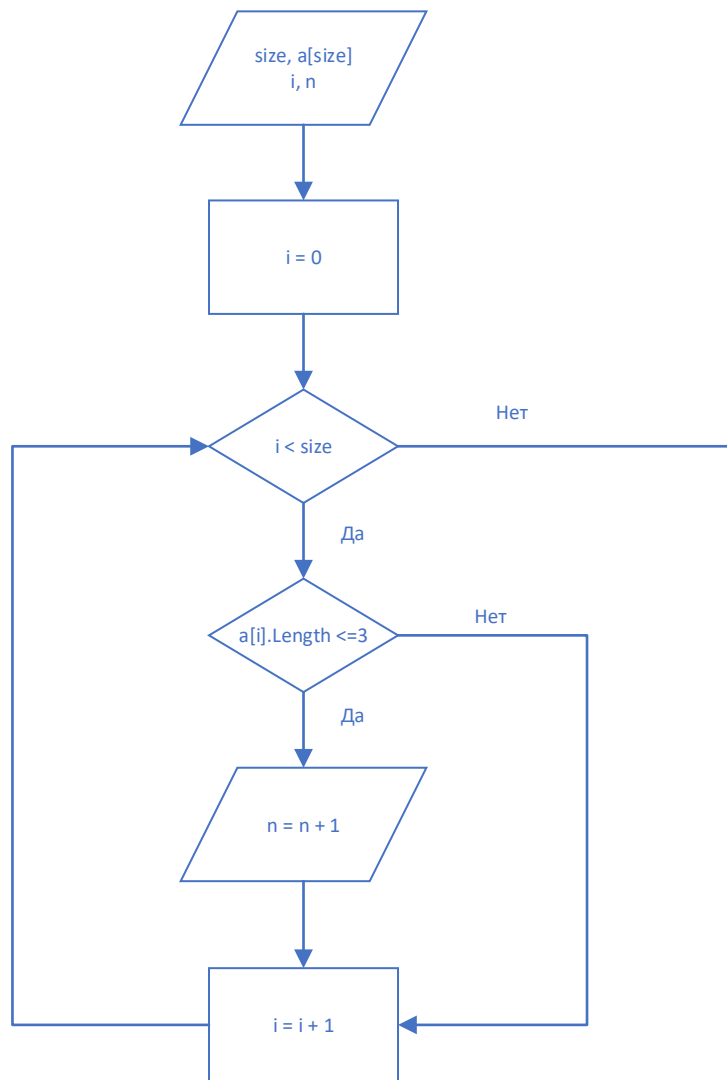 size, a[size]
i, n
i = 0
Нет
i < size
Да
a[i].Length <=3
Нет
Да
n = n + 1
i = i + 1